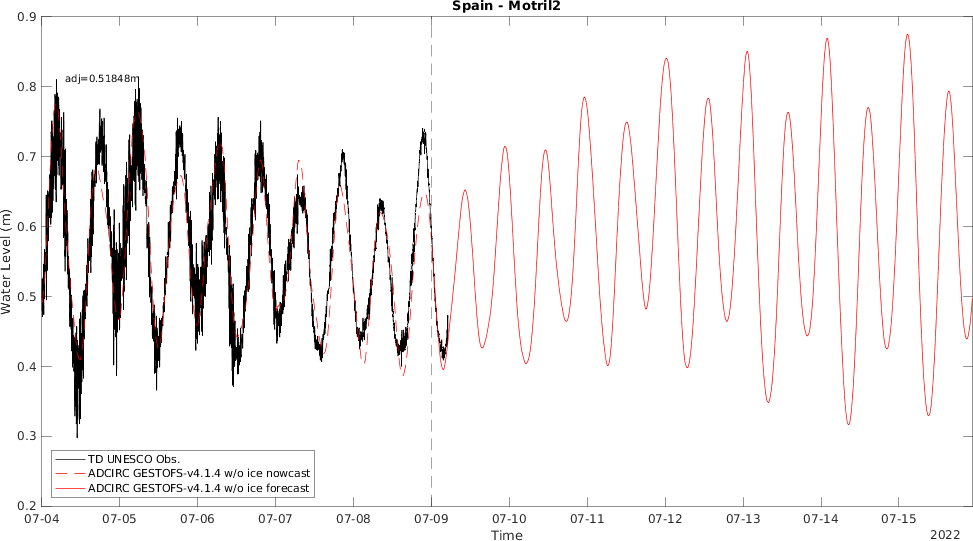 Spain - Motril2
0.9
0.8
0.7
0.6
0.5
0.4
0.3
0.2
Water Level (m)
adj=0.51848m
TD UNESCO Obs.
ADCIRC GESTOFS-v4.1.4 w/o ice nowcast
ADCIRC GESTOFS-v4.1.4 w/o ice forecast
07-04 07-05 07-06 07-07 07-08 07-09 07-10 07-11 07-12 07-13 07-14 07-15
Time
2022